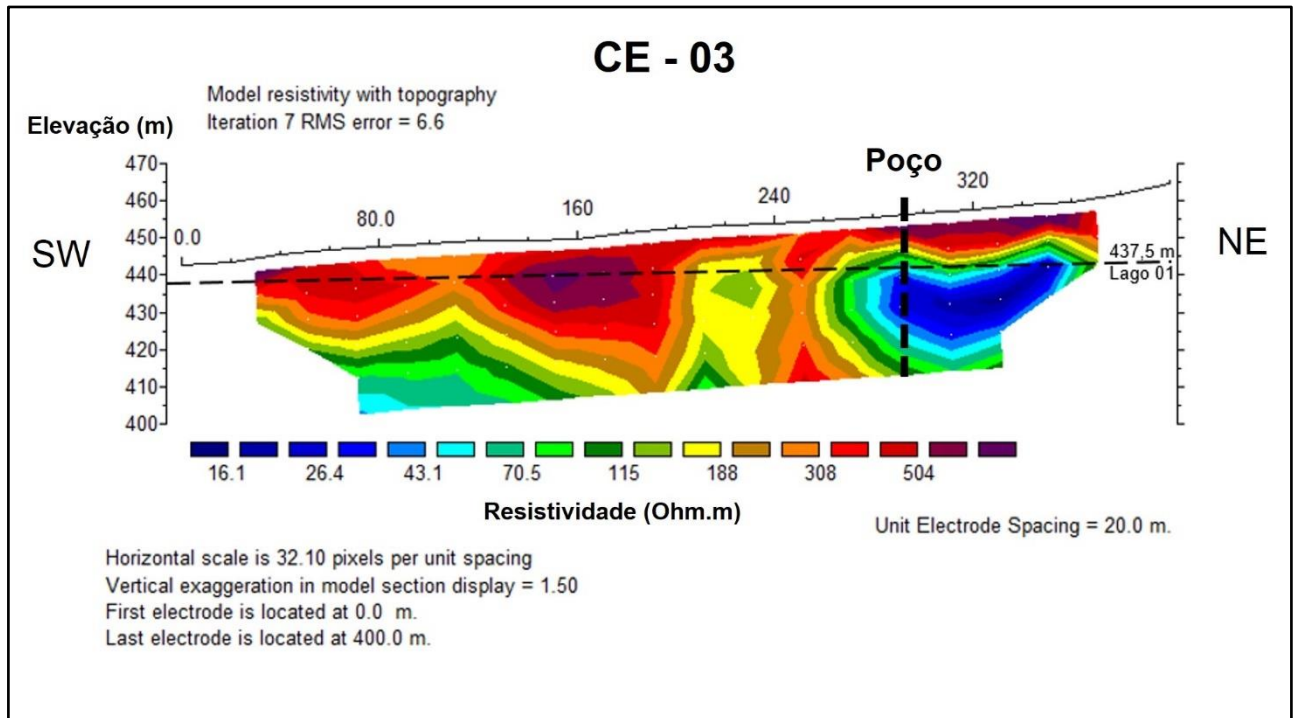 CE - 03
Model resistivity with topography
Iteration 7 RMS error = 6.6
Elevação (m)
Poço
470
460
450
440
430
420
410
400
0.0
80.0
160
240
320
SW
NE
437,5 m
Lago 01
16.1 26.4 43.1 70.5 115 188 308 504
Resistividade (Ohm.m)
Unit Electrode Spacing = 20.0 m.
Horizontal scale is 32.10 pixels per unit spacing
Vertical exaggeration in model section display = 1.50
First electrode is located at 0.0 m.
Last electrode is located at 400.0 m.